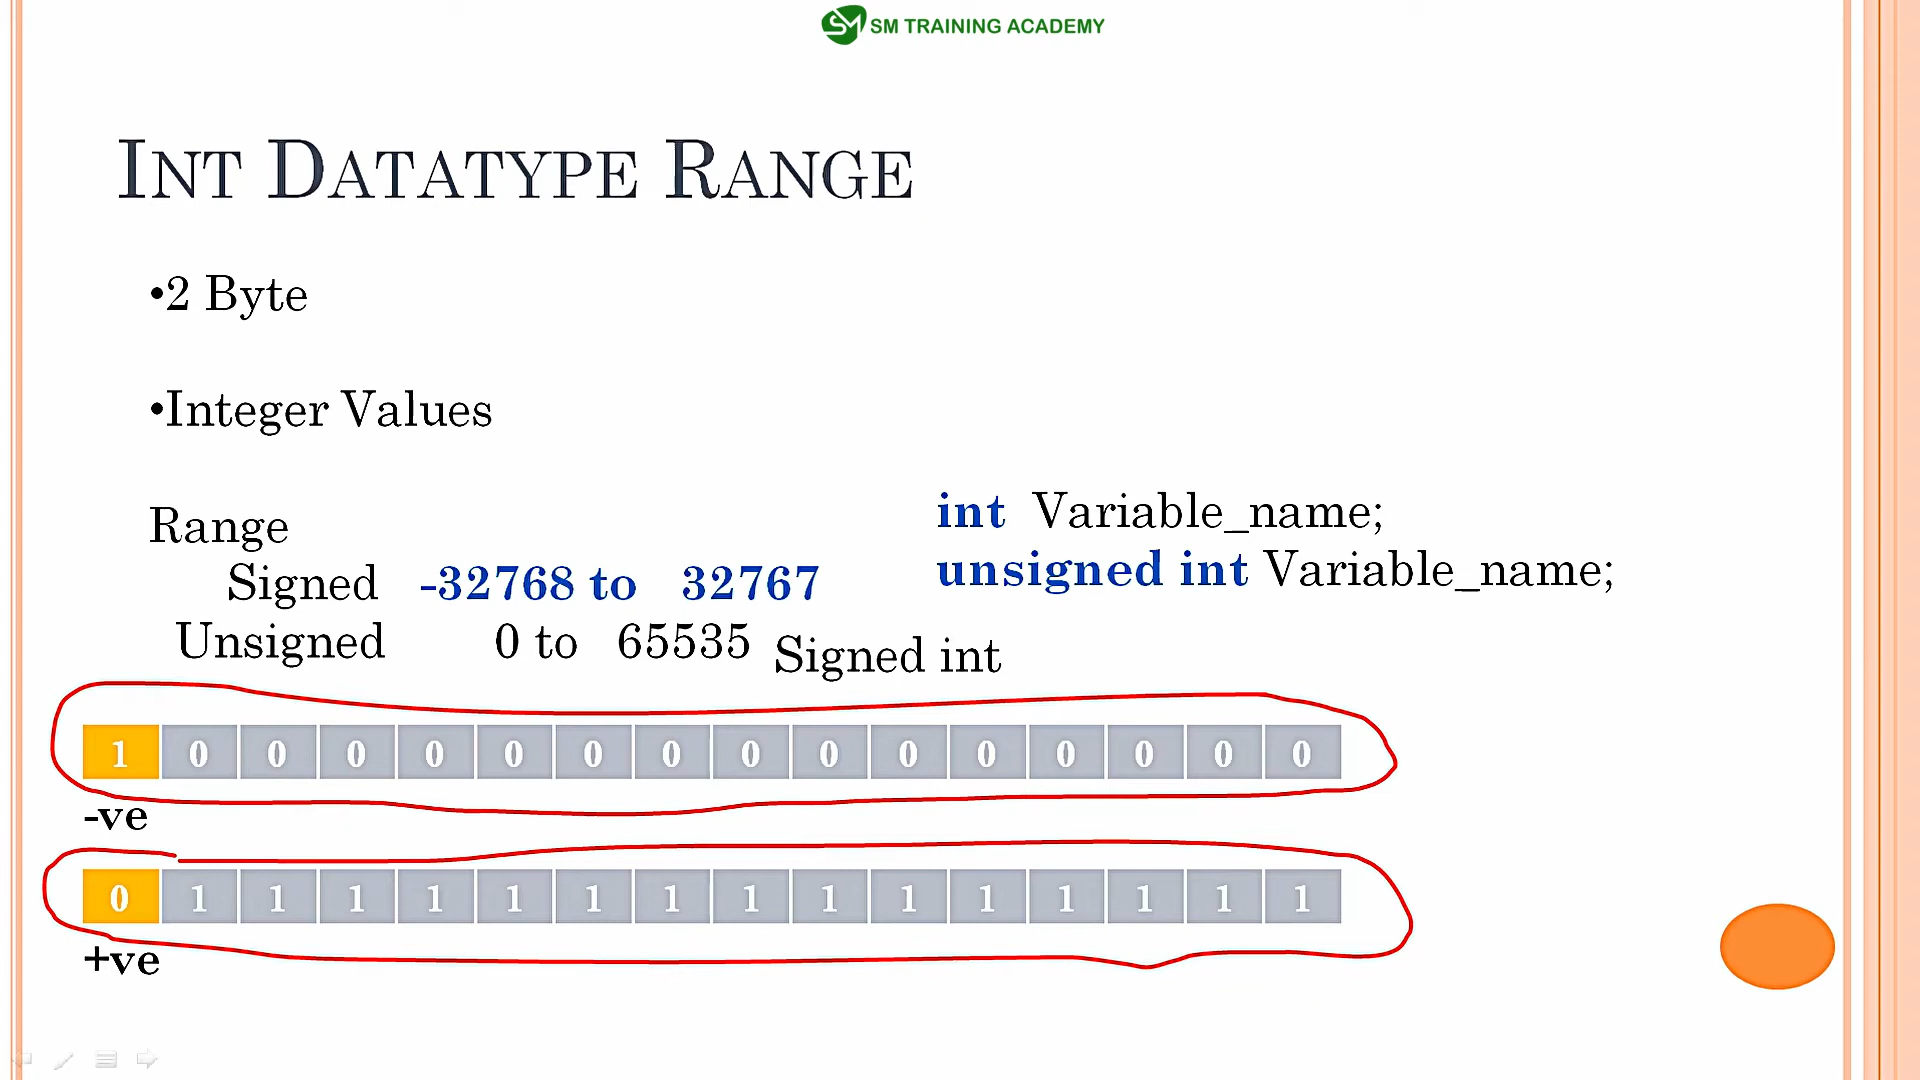 SM TRAINING ACADEMY
INT DATATYPE RANGE
•2 Byte
•Integer Values
Range
int Variable_name;
unsigned int Variable_name;
Signed -32768 to 32767
Unsigned 0 to 65535
Signed int
1 0 0 0 0 0 0 0 0 0 0 0 0 0 0 0
-ve
0 1 1 1 1 1 1 1 1 1 1 1 1 1 1 1
+ve